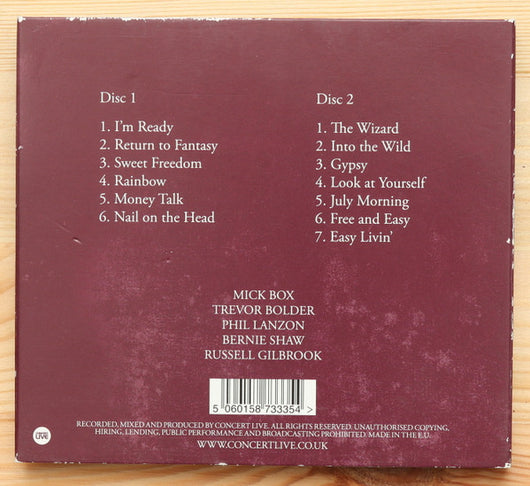 Disc 1
1. I'm Ready
2. Return to Fantasy
3. Sweet Freedom
4. Rainbow
5. Money Talk
6. Nail on the Head
Disc 2
1. The Wizard
2. Into the Wild
3. Gypsy
4. Look at Yourself
5. July Morning
6. Free and Easy
7. Easy Livin'
MICK BOX
TREVOR BOLDER
PHIL LANZON
BERNIE SHAW
RUSSELL GILBROOK
5 060158 733354 >
RECORDED, MIXED AND PRODUCED BY CONCERT LIVE. ALL RIGHTS RESERVED. UNAUTHORISED COPYING,
HIRING, LENDING, PUBLIC PERFORMANCE AND BROADCASTING PROHIBITED. MADE IN THE E.U.
WWW.CONCERTLIVE.CO.UK
LIVE